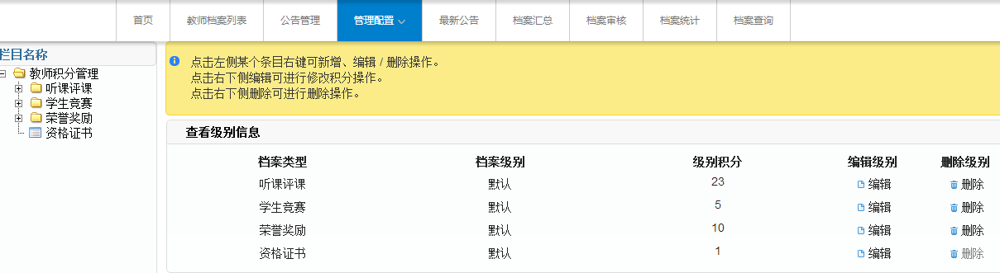 首页 教师档案列表 公告管理 管理配置 最新公告 档案汇总 档案审核 档案统计 档案查询
栏目名称
教师积分管理
听课评课
学生竞赛
荣誉奖励
资格证书
点击左侧某个条目右键可新增、编辑 / 删除操作。
点击右下侧编辑可进行修改积分操作。
点击右下侧删除可进行删除操作。
查看级别信息
档案类型 档案级别 级别积分 编辑级别 删除级别
听课评课 默认 23 编辑 删除
学生竞赛 默认 5 编辑 删除
荣誉奖励 默认 10 编辑 删除
资格证书 默认 1 编辑 删除